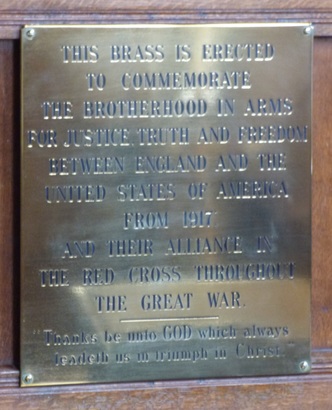 THIS BRASS IS ERECTED
TO COMMEMORATE
THE BROTHERHOOD IN ARMS
FOR JUSTICE TRUTH AND FREEDOM
BETWEEN ENGLAND AND THE
UNITED STATES OF AMERICA
FROM 1917
AND THEIR ALLIANCE IN
THE RED CROSS THROUGHOUT
THE GREAT WAR.
"Thanks be unto GOD which always
leadeth us in triumph in Christ."